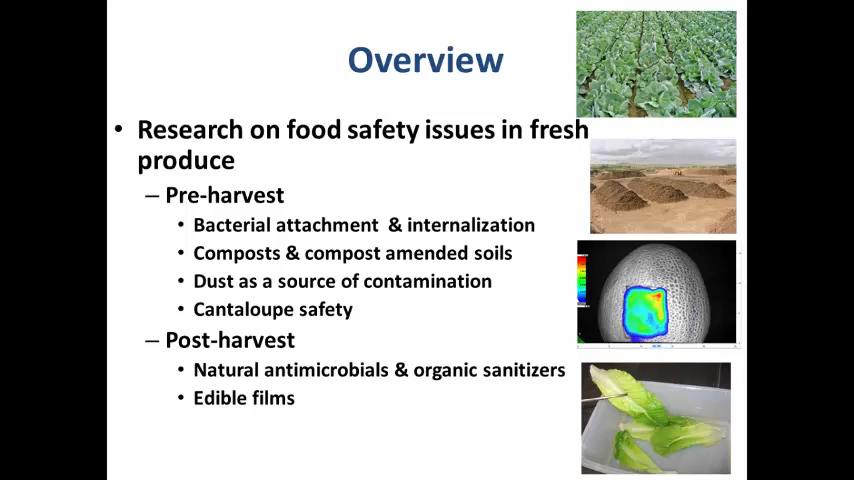 Overview
• Research on food safety issues in fresh
produce
– Pre-harvest
• Bacterial attachment & internalization
• Composts & compost amended soils
• Dust as a source of contamination
• Cantaloupe safety
– Post-harvest
• Natural antimicrobials & organic sanitizers
• Edible films